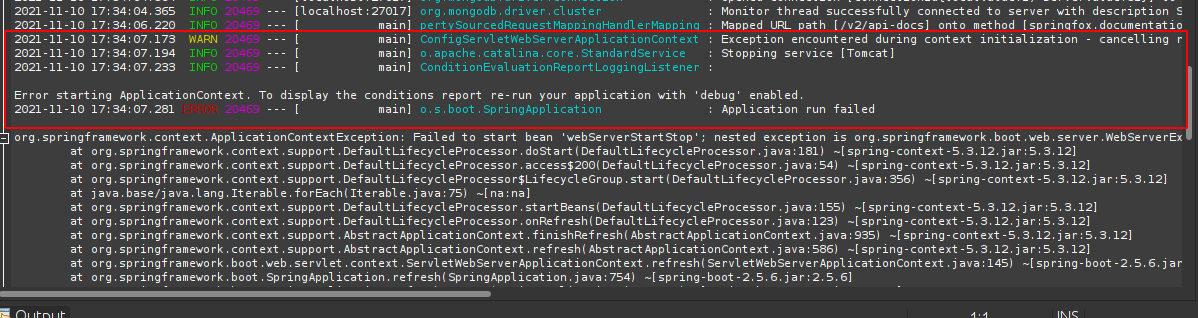 2021-11-10 17:34:04.365  INFO 20469 --- [localhost:27017] org.mongodb.driver.cluster               : Monitor thread successfully connected to server with description S
2021-11-10 17:34:06.220  INFO 20469 --- [           main] pertySourcedRequestMappingHandlerMapping : Mapped URL path [/v2/api-docs] onto method [springfox.documentatio
2021-11-10 17:34:07.173  WARN 20469 --- [           main] ConfigServletWebServerApplicationContext : Exception encountered during context initialization - cancelling r
2021-11-10 17:34:07.194  INFO 20469 --- [           main] o.apache.catalina.core.StandardService   : Stopping service [Tomcat]
2021-11-10 17:34:07.233  INFO 20469 --- [           main] ConditionEvaluationReportLoggingListener :
Error starting ApplicationContext. To display the conditions report re-run your application with 'debug' enabled.
2021-11-10 17:34:07.281 ERROR 20469 --- [           main] o.s.boot.SpringApplication               : Application run failed
org.springframework.context.ApplicationContextException: Failed to start bean 'webServerStartStop'; nested exception is org.springframework.boot.web.server.WebServerEx
at org.springframework.context.support.DefaultLifecycleProcessor.doStart(DefaultLifecycleProcessor.java:181) ~[spring-context-5.3.12.jar:5.3.12]
at org.springframework.context.support.DefaultLifecycleProcessor.access$200(DefaultLifecycleProcessor.java:54) ~[spring-context-5.3.12.jar:5.3.12]
at org.springframework.context.support.DefaultLifecycleProcessor$LifecycleGroup.start(DefaultLifecycleProcessor.java:356) ~[spring-context-5.3.12.jar:5.3.12]
at java.base/java.lang.Iterable.forEach(Iterable.java:75) ~[na:na]
at org.springframework.context.support.DefaultLifecycleProcessor.startBeans(DefaultLifecycleProcessor.java:155) ~[spring-context-5.3.12.jar:5.3.12]
at org.springframework.context.support.DefaultLifecycleProcessor.onRefresh(DefaultLifecycleProcessor.java:123) ~[spring-context-5.3.12.jar:5.3.12]
at org.springframework.context.support.AbstractApplicationContext.finishRefresh(AbstractApplicationContext.java:935) ~[spring-context-5.3.12.jar:5.3.12]
at org.springframework.context.support.AbstractApplicationContext.refresh(AbstractApplicationContext.java:586) ~[spring-context-5.3.12.jar:5.3.12]
at org.springframework.boot.web.servlet.context.ServletWebServerApplicationContext.refresh(ServletWebServerApplicationContext.java:145) ~[spring-boot-2.5.6.jar
at org.springframework.boot.SpringApplication.refresh(SpringApplication.java:754) ~[spring-boot-2.5.6.jar:2.5.6]
Output 1:1 INS